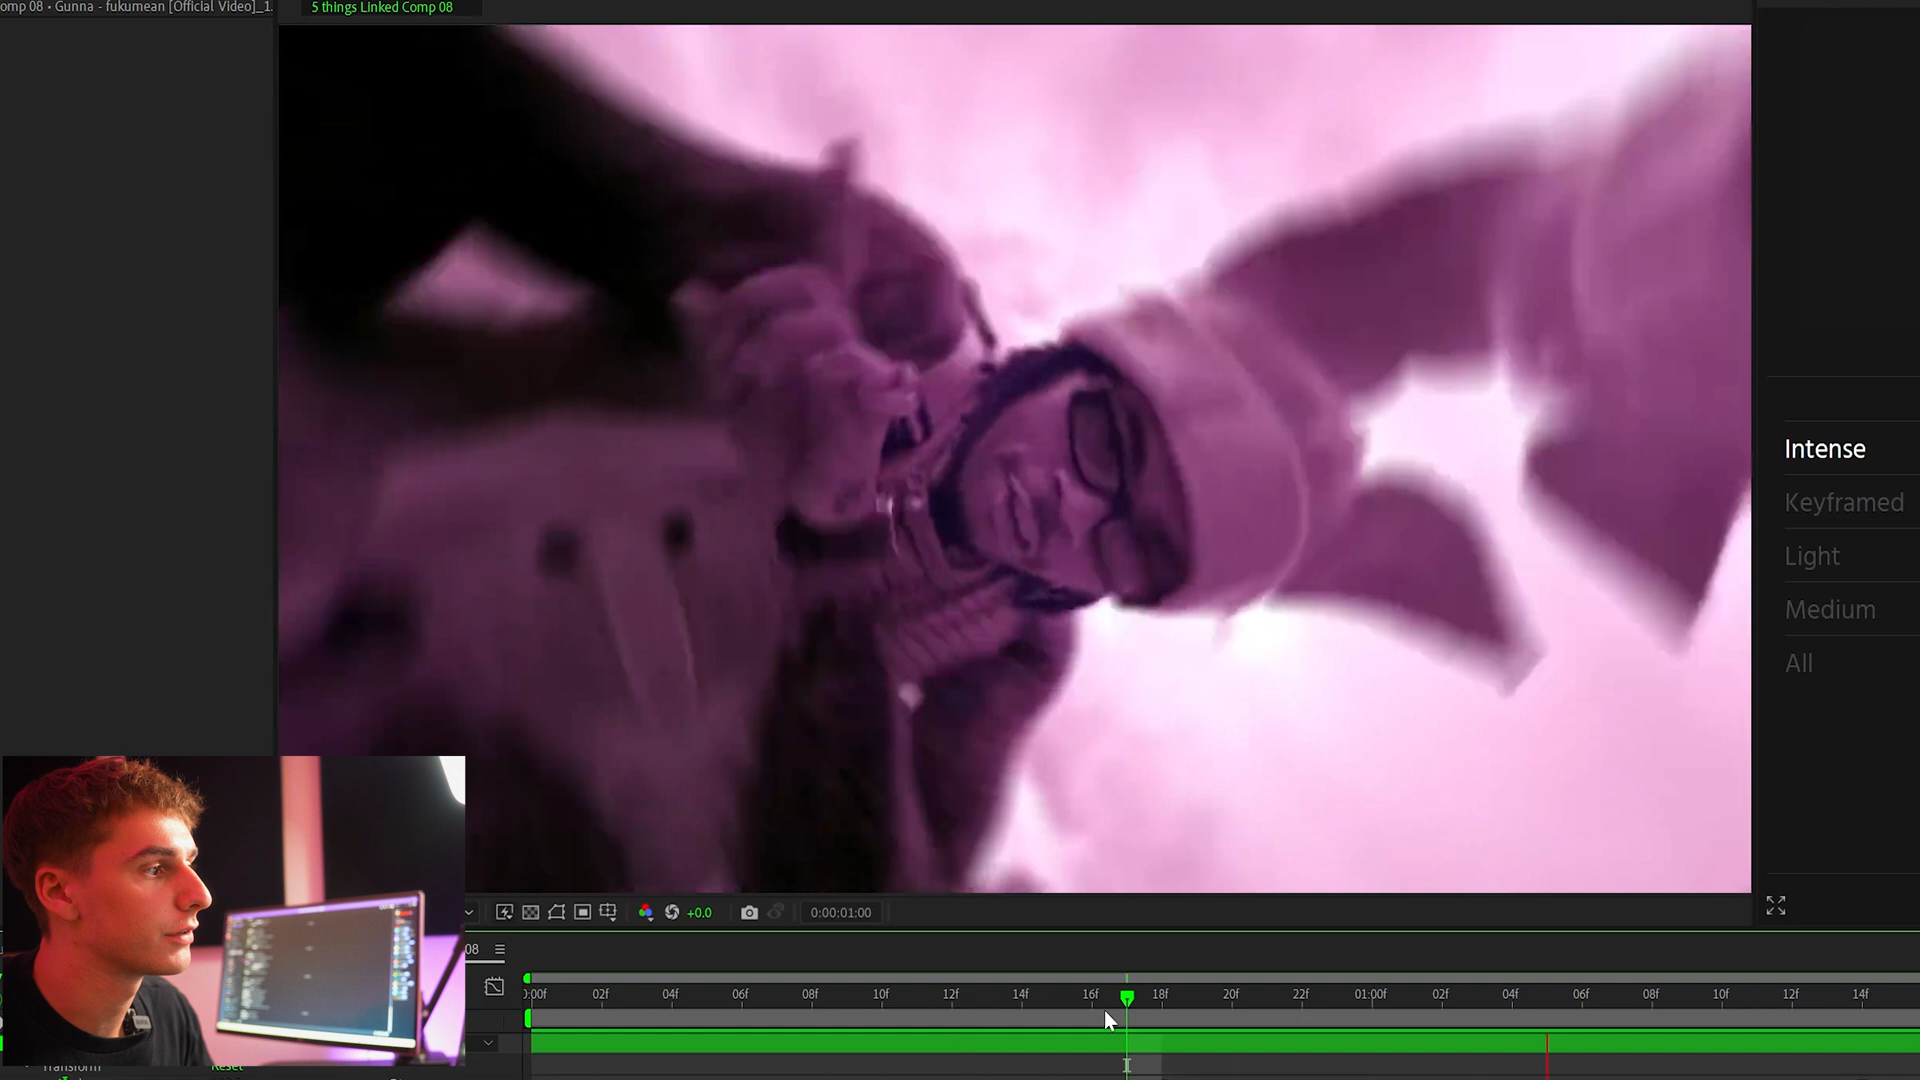 omp 08 • Gunna - fukumean [Official Video]_1.
5 things Linked Comp 08
Intense
Keyframed
Light
Medium
All
+0.0
0:00:01:00
08
0:00f 02f 04f 06f 08f 10f 12f 14f 16f 18f 20f 22f 01:00f 02f 04f 06f 08f 10f 12f 14f
Transform
Reset